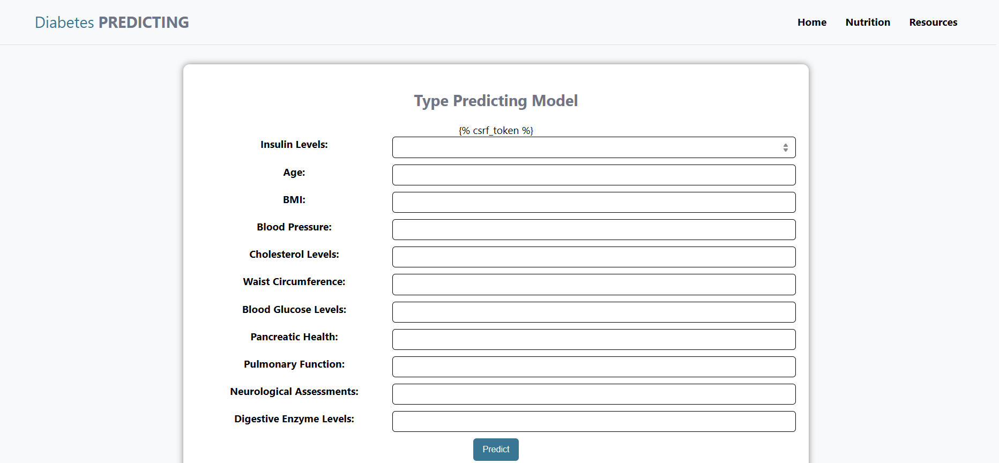 Diabetes PREDICTING
Home Nutrition Resources
Type Predicting Model
{% csrf_token %}
Insulin Levels:
Age:
BMI:
Blood Pressure:
Cholesterol Levels:
Waist Circumference:
Blood Glucose Levels:
Pancreatic Health:
Pulmonary Function:
Neurological Assessments:
Digestive Enzyme Levels:
Predict